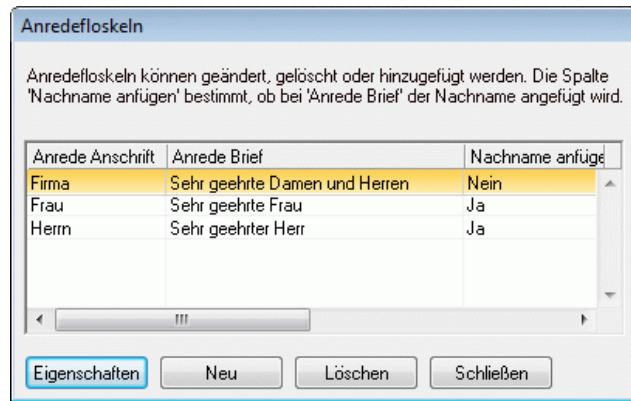 Anredefloskeln
Anredefloskeln können geändert, gelöscht oder hinzugefügt werden. Die Spalte
'Nachname anfügen' bestimmt, ob bei 'Anrede Brief' der Nachname angefügt wird.
Anrede Anschrift Anrede Brief Nachname anfüge
Firma Sehr geehrte Damen und Herren Nein
Frau Sehr geehrte Frau Ja
Herrn Sehr geehrter Herr Ja
Eigenschaften Neu Löschen Schließen